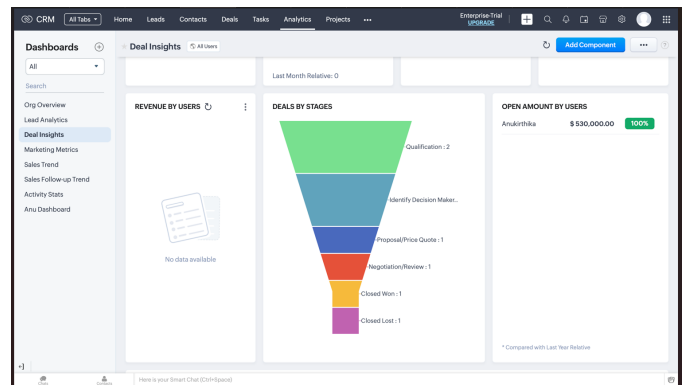 CRM
All Tabs
Home
Leads
Contacts
Deals
Tasks
Analytics
Projects
•••
Enterprise-Trial
UPGRADE
Dashboards
All
Search
Org Overview
Lead Analytics
Deal Insights
Marketing Metrics
Sales Trend
Sales Follow-up Trend
Activity Stats
Anu Dashboard
Deal Insights
All Users
Add Component
•••
Last Month Relative: 0
REVENUE BY USERS
No data available
DEALS BY STAGES
Qualification : 2
Identify Decision Maker...
Proposal/Price Quote : 1
Negotiation/Review : 1
Closed Won : 1
Closed Lost : 1
OPEN AMOUNT BY USERS
Anukirthika $ 530,000.00 100%
* Compared with Last Year Relative
Chats
Contacts
Here is your Smart Chat (Ctrl+Space)